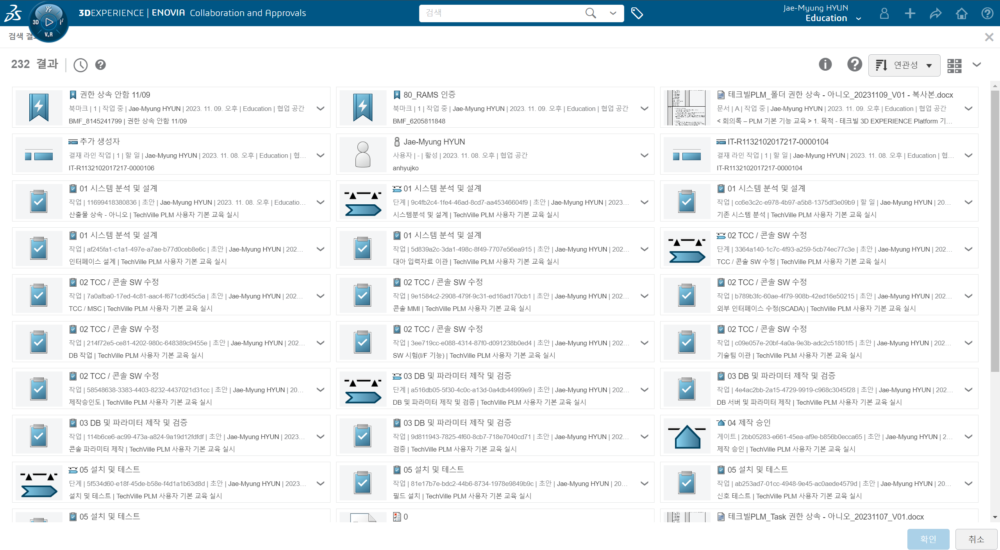 3DEXPERIENCE | ENOVIA Collaboration and Approvals
검색
Jae-Myung HYUN
Education
3D
V.R
검색
232 결과
연관성
권한 상속 안함 11/09
북마크 | 1 | 작업 중 | Jae-Myung HYUN | 2023. 11. 09. 오후 | Education | 협업 공간
BMF_8145241799 | 권한 상속 안함 11/09
80_RAMS 인증
북마크 | 1 | 작업 중 | Jae-Myung HYUN | 2023. 11. 09. 오후 | Education | 협업 공간
BMF_6205811848
테크빌PLM_폴더 권한 상속 - 아니오_20231109_V01 - 복사본.docx
문서 | A | 작업 중 | Jae-Myung HYUN | 2023. 11. 09. 오후 | Education | 협업 공간
< 회의록 – PLM 기본 기능 교육 > 1. 목적 - 테크빌 3D EXPERIENCE Platform 기...
추가 생성자
결재 라인 작업 | 1 | 할 일 | Jae-Myung HYUN | 2023. 11. 08. 오후 | Education | 협...
IT-R1132102017217-0000106
Jae-Myung HYUN
사용자 | - | 활성 | 2023. 11. 08. 오후 | 협업 공간
anhyujko
IT-R1132102017217-0000104
결재 라인 작업 | 1 | 할 일 | Jae-Myung HYUN | 2023. 11. 08. 오후 | Education | 협...
IT-R1132102017217-0000104
01 시스템 분석 및 설계
작업 | 11699418380836 | 초안 | Jae-Myung HYUN | 2023. 11. 08. 오후 | Educatio...
산출물 상속 - 아니오 | TechVille PLM 사용자 기본 교육 실시
01 시스템 분석 및 설계
단계 | 9c4fb2c4-1fe4-46ad-8cd7-aa45346604f9 | 초안 | Jae-Myung HYUN | 2023...
시스템분석 및 설계 | TechVille PLM 사용자 기본 교육 실시
01 시스템 분석 및 설계
작업 | cc6e3c2c-e978-4b97-a5b8-1375df3e09b9 | 할 일 | Jae-Myung HYUN | 20...
기존 시스템 분석 | TechVille PLM 사용자 기본 교육 실시
01 시스템 분석 및 설계
작업 | af245fa1-c1a1-497e-a7ae-b77d0ceb8e6c | 초안 | Jae-Myung HYUN | 202...
인터페이스 설계 | TechVille PLM 사용자 기본 교육 실시
01 시스템 분석 및 설계
작업 | 5d839a2c-3da1-498c-8f49-7707e56ea915 | 초안 | Jae-Myung HYUN | 202...
대아 입력자료 이관 | TechVille PLM 사용자 기본 교육 실시
02 TCC / 콘솔 SW 수정
단계 | 3364a140-1c7c-4f93-a259-5cb74ec77c3e | 초안 | Jae-Myung HYUN | 202...
TCC / 콘솔 SW 수정 | TechVille PLM 사용자 기본 교육 실시
02 TCC / 콘솔 SW 수정
작업 | 7a0afba0-17ed-4c81-aac4-f671cd645c5a | 초안 | Jae-Myung HYUN | 202...
TCC / MSC | TechVille PLM 사용자 기본 교육 실시
02 TCC / 콘솔 SW 수정
작업 | 9e1584c2-2908-479f-9c31-ed16ad170cb1 | 초안 | Jae-Myung HYUN | 202...
콘솔 MMI | TechVille PLM 사용자 기본 교육 실시
02 TCC / 콘솔 SW 수정
작업 | b789b3fc-60ae-4f79-908b-42ed16e50215 | 초안 | Jae-Myung HYUN | 202...
외부 인터페이스 수정(SCADA) | TechVille PLM 사용자 기본 교육 실시
02 TCC / 콘솔 SW 수정
작업 | 214f72e5-ce81-4202-980c-648389c9455e | 초안 | Jae-Myung HYUN | 202...
DB 작업 | TechVille PLM 사용자 기본 교육 실시
02 TCC / 콘솔 SW 수정
작업 | 3ee719cc-e088-4314-87f0-d091238b0ed4 | 초안 | Jae-Myung HYUN | 202...
SW 시험(I/F 기능) | TechVille PLM 사용자 기본 교육 실시
02 TCC / 콘솔 SW 수정
작업 | c09e057e-20bf-4a0a-9e3b-adc2c51801f5 | 초안 | Jae-Myung HYUN | 202...
기술팀 이관 | TechVille PLM 사용자 기본 교육 실시
02 TCC / 콘솔 SW 수정
작업 | 58548638-3383-4403-8232-4437021d31cc | 초안 | Jae-Myung HYUN | 20...
제작승인도 | TechVille PLM 사용자 기본 교육 실시
03 DB 및 파라미터 제작 및 검증
단계 | a516db05-5f30-4c0c-a13d-0a4db44999e9 | 초안 | Jae-Myung HYUN | 202...
DB 및 파라미터 제작 및 검증 | TechVille PLM 사용자 기본 교육 실시
03 DB 및 파라미터 제작 및 검증
작업 | 4e4ac2bb-2a15-4729-9919-c968c3045f28 | 초안 | Jae-Myung HYUN | 202...
DB 서버 및 파라미터 제작 | TechVille PLM 사용자 기본 교육 실시
03 DB 및 파라미터 제작 및 검증
작업 | 114b6ce6-ac99-473a-a824-9a19d12fdfdf | 초안 | Jae-Myung HYUN | 2023...
콘솔 파라미터 제작 | TechVille PLM 사용자 기본 교육 실시
03 DB 및 파라미터 제작 및 검증
작업 | 9d811943-7825-4f60-8cb7-718e7040cd71 | 초안 | Jae-Myung HYUN | 202...
검증 | TechVille PLM 사용자 기본 교육 실시
04 제작 승인
게이트 | 2bb05283-e661-45ea-af9e-b856b0ecca65 | 초안 | Jae-Myung HYUN | 2...
제작 승인 | TechVille PLM 사용자 기본 교육 실시
05 설치 및 테스트
단계 | 5f534d60-e18f-45de-b58e-f4d1a1b63d8d | 초안 | Jae-Myung HYUN | 2023...
설치 및 테스트 | TechVille PLM 사용자 기본 교육 실시
05 설치 및 테스트
작업 | 81e17b7e-bdc2-44b6-8734-1978e9849b9c | 초안 | Jae-Myung HYUN | 20...
필드 설치 | TechVille PLM 사용자 기본 교육 실시
05 설치 및 테스트
작업 | ab253ad7-01cc-4948-9e45-ac0aede4579d | 초안 | Jae-Myung HYUN | 20...
신호 테스트 | TechVille PLM 사용자 기본 교육 실시
05 설치 및 테스트
0
테크빌PLM_Task 권한 상속 - 아니오_20231107_V01.docx
확인
취소